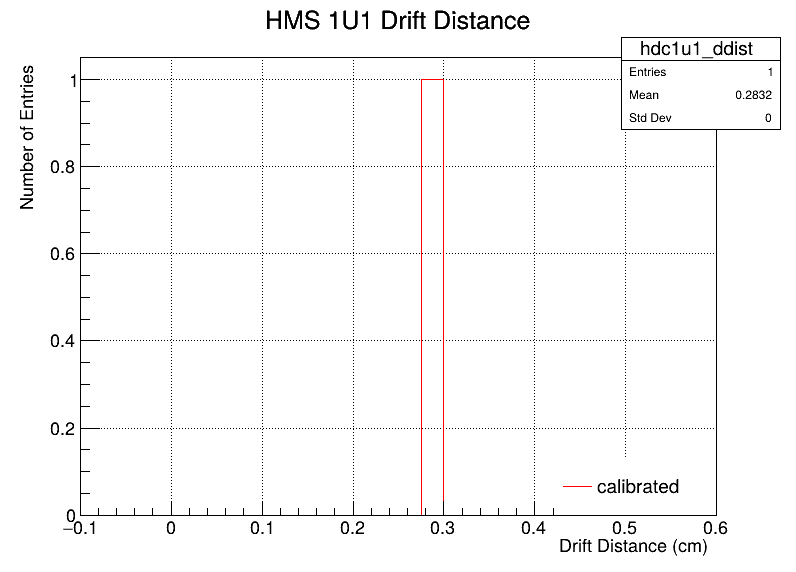 HMS 1U1 Drift Distance
hdc1u1_ddist
Entries 1
Mean 0.2832
Std Dev 0
Number of Entries
1
0.8
0.6
0.4
0.2
0
calibrated
−0.1 0 0.1 0.2 0.3 0.4 0.5 0.6
Drift Distance (cm)